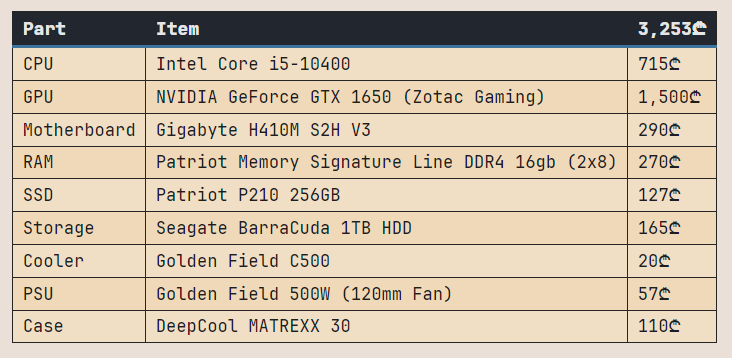 Part Item 3,253₾
CPU Intel Core i5-10400 715₾
GPU NVIDIA GeForce GTX 1650 (Zotac Gaming) 1,500₾
Motherboard Gigabyte H410M S2H V3 290₾
RAM Patriot Memory Signature Line DDR4 16gb (2x8) 270₾
SSD Patriot P210 256GB 127₾
Storage Seagate BarraCuda 1TB HDD 165₾
Cooler Golden Field C500 20₾
PSU Golden Field 500W (120mm Fan) 57₾
Case DeepCool MATREXX 30 110₾